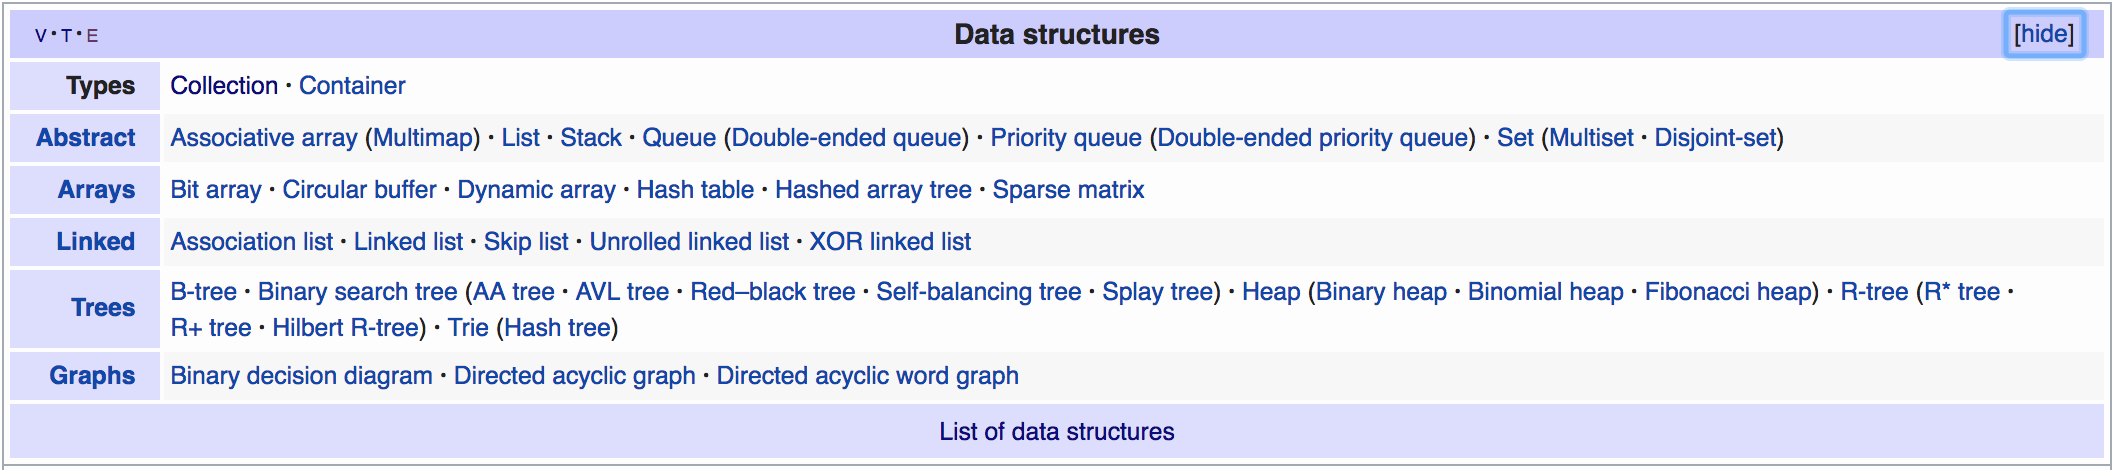 V · T · E Data structures [hide]
Types Collection · Container
Abstract Associative array (Multimap) · List · Stack · Queue (Double-ended queue) · Priority queue (Double-ended priority queue) · Set (Multiset · Disjoint-set)
Arrays Bit array · Circular buffer · Dynamic array · Hash table · Hashed array tree · Sparse matrix
Linked Association list · Linked list · Skip list · Unrolled linked list · XOR linked list
Trees B-tree · Binary search tree (AA tree · AVL tree · Red–black tree · Self-balancing tree · Splay tree) · Heap (Binary heap · Binomial heap · Fibonacci heap) · R-tree (R* tree ·
R+ tree · Hilbert R-tree) · Trie (Hash tree)
Graphs Binary decision diagram · Directed acyclic graph · Directed acyclic word graph
List of data structures